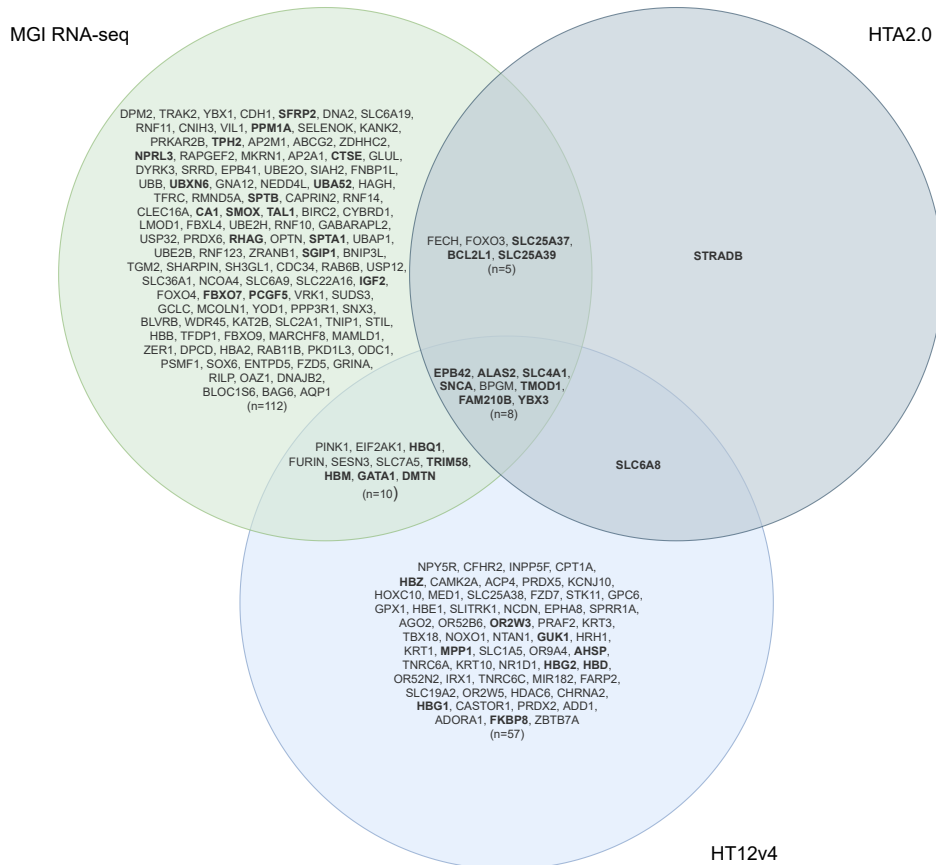 MGI RNA-seq
HTA2.0
DPM2, TRAK2, YBX1, CDH1, SFRP2, DNA2, SLC6A19,
RNF11, CNIH3, VIL1, PPM1A, SELENOK, KANK2,
PRKAR2B, TPH2, AP2M1, ABCG2, ZDHHC2,
NPRL3, RAPGEF2, MKRN1, AP2A1, CTSE, GLUL,
DYRK3, SRRD, EPB41, UBE2O, SIAH2, FNBP1L,
UBB, UBXN6, GNA12, NEDD4L, UBA52, HAGH,
TFRC, RMND5A, SPTB, CAPRIN2, RNF14,
CLEC16A, CA1, SMOX, TAL1, BIRC2, CYBRD1,
LMOD1, FBXL4, UBE2H, RNF10, GABARAPL2,
USP32, PRDX6, RHAG, OPTN, SPTA1, UBAP1,
UBE2B, RNF123, ZRANB1, SGIP1, BNIP3L,
TGM2, SHARPIN, SH3GL1, CDC34, RAB6B, USP12,
SLC36A1, NCOA4, SLC6A9, SLC22A16, IGF2,
FOXO4, FBXO7, PCGF5, VRK1, SUDS3,
GCLC, MCOLN1, YOD1, PPP3R1, SNX3,
BLVRB, WDR45, KAT2B, SLC2A1, TNIP1, STIL,
HBB, TFDP1, FBXO9, MARCHF8, MAMLD1,
ZER1, DPCD, HBA2, RAB11B, PKD1L3, ODC1,
PSMF1, SOX6, ENTPD5, FZD5, GRINA,
RILP, OAZ1, DNAJB2,
BLOC1S6, BAG6, AQP1
(n=112)
FECH, FOXO3, SLC25A37,
BCL2L1, SLC25A39
(n=5)
STRADB
EPB42, ALAS2, SLC4A1,
SNCA, BPGM, TMOD1,
FAM210B, YBX3
(n=8)
PINK1, EIF2AK1, HBQ1,
FURIN, SESN3, SLC7A5, TRIM58,
HBM, GATA1, DMTN
(n=10)
SLC6A8
NPY5R, CFHR2, INPP5F, CPT1A,
HBZ, CAMK2A, ACP4, PRDX5, KCNJ10,
HOXC10, MED1, SLC25A38, FZD7, STK11, GPC6,
GPX1, HBE1, SLITRK1, NCDN, EPHA8, SPRR1A,
AGO2, OR52B6, OR2W3, PRAF2, KRT3,
TBX18, NOXO1, NTAN1, GUK1, HRH1,
KRT1, MPP1, SLC1A5, OR9A4, AHSP,
TNRC6A, KRT10, NR1D1, HBG2, HBD,
OR52N2, IRX1, TNRC6C, MIR182, FARP2,
SLC19A2, OR2W5, HDAC6, CHRNA2,
HBG1, CASTOR1, PRDX2, ADD1,
ADORA1, FKBP8, ZBTB7A
(n=57)
HT12v4